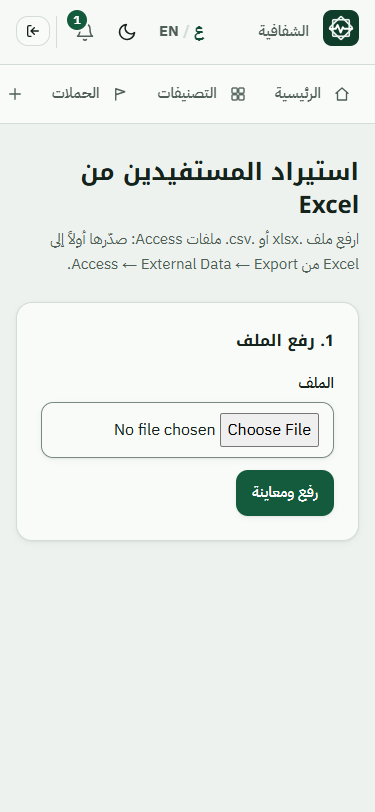 الشفافية
ع / EN
1
الرئيسية
التصنيفات
الحملات
استيراد المستفيدين من
Excel
ارفع ملف .xlsx أو .csv. ملفات Access: صدّرها أولاً إلى
Excel من Access ← External Data ← Export.
1. رفع الملف
الملف
Choose File No file chosen
رفع ومعاينة